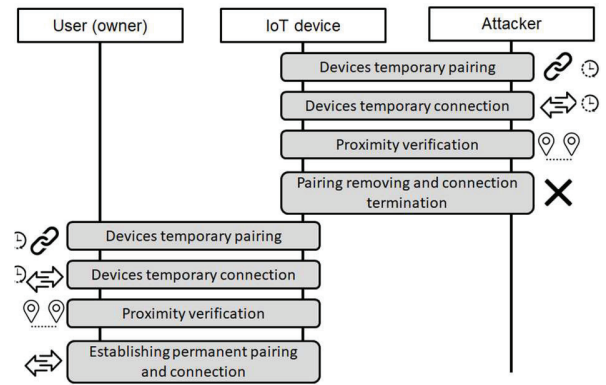 User (owner)
IoT device
Attacker
Devices temporary pairing
Devices temporary connection
Proximity verification
Pairing removing and connection
termination
Devices temporary pairing
Devices temporary connection
Proximity verification
Establishing permanent pairing
and connection